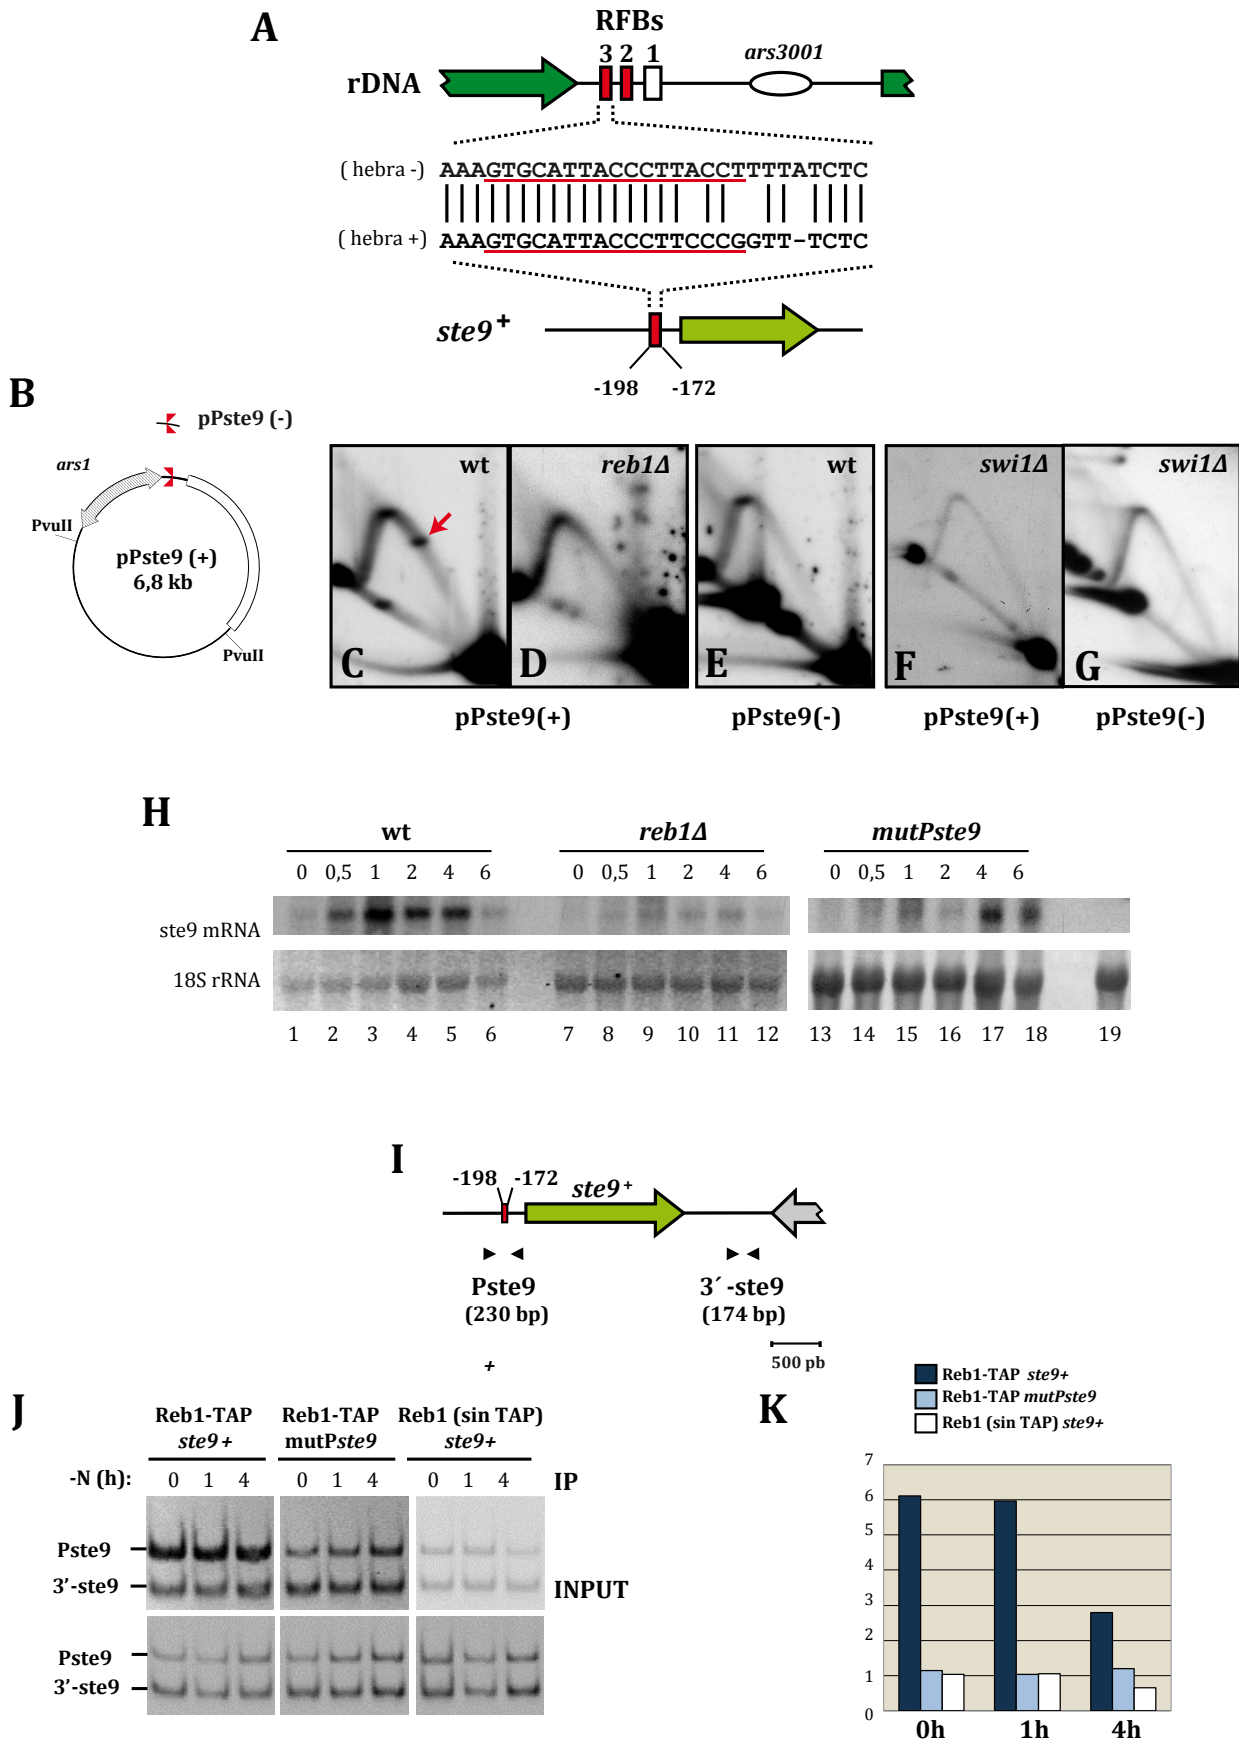 A
RFBs
3 2 1
ars3001
rDNA
( hebra -) AAAGTGCATTACCCTTACCTTTTATCTC
( hebra +) AAAGTGCATTACCCTTCCCGGTT-TCTC
ste9+
-198 -172
B
pPste9 (-)
ars1
PvuII
pPste9 (+)
6,8 kb
PvuII
wt reb1Δ wt swi1Δ swi1Δ
C D E F G
pPste9(+) pPste9(-) pPste9(+) pPste9(-)
H
wt reb1Δ mutPste9
0 0,5 1 2 4 6 0 0,5 1 2 4 6 0 0,5 1 2 4 6
ste9 mRNA
18S rRNA
1 2 3 4 5 6 7 8 9 10 11 12 13 14 15 16 17 18 19
I
-198 -172 ste9+
Pste9 3´-ste9
(230 bp) (174 bp)
500 pb
+
J
Reb1-TAP Reb1-TAP Reb1 (sin TAP)
ste9+ mutPste9 ste9+
-N (h): 0 1 4 0 1 4 0 1 4 IP
Pste9
3'-ste9 INPUT
Pste9
3'-ste9
K
Reb1-TAP ste9+
Reb1-TAP mutPste9
Reb1 (sin TAP) ste9+
7
6
5
4
3
2
1
0
0h 1h 4h